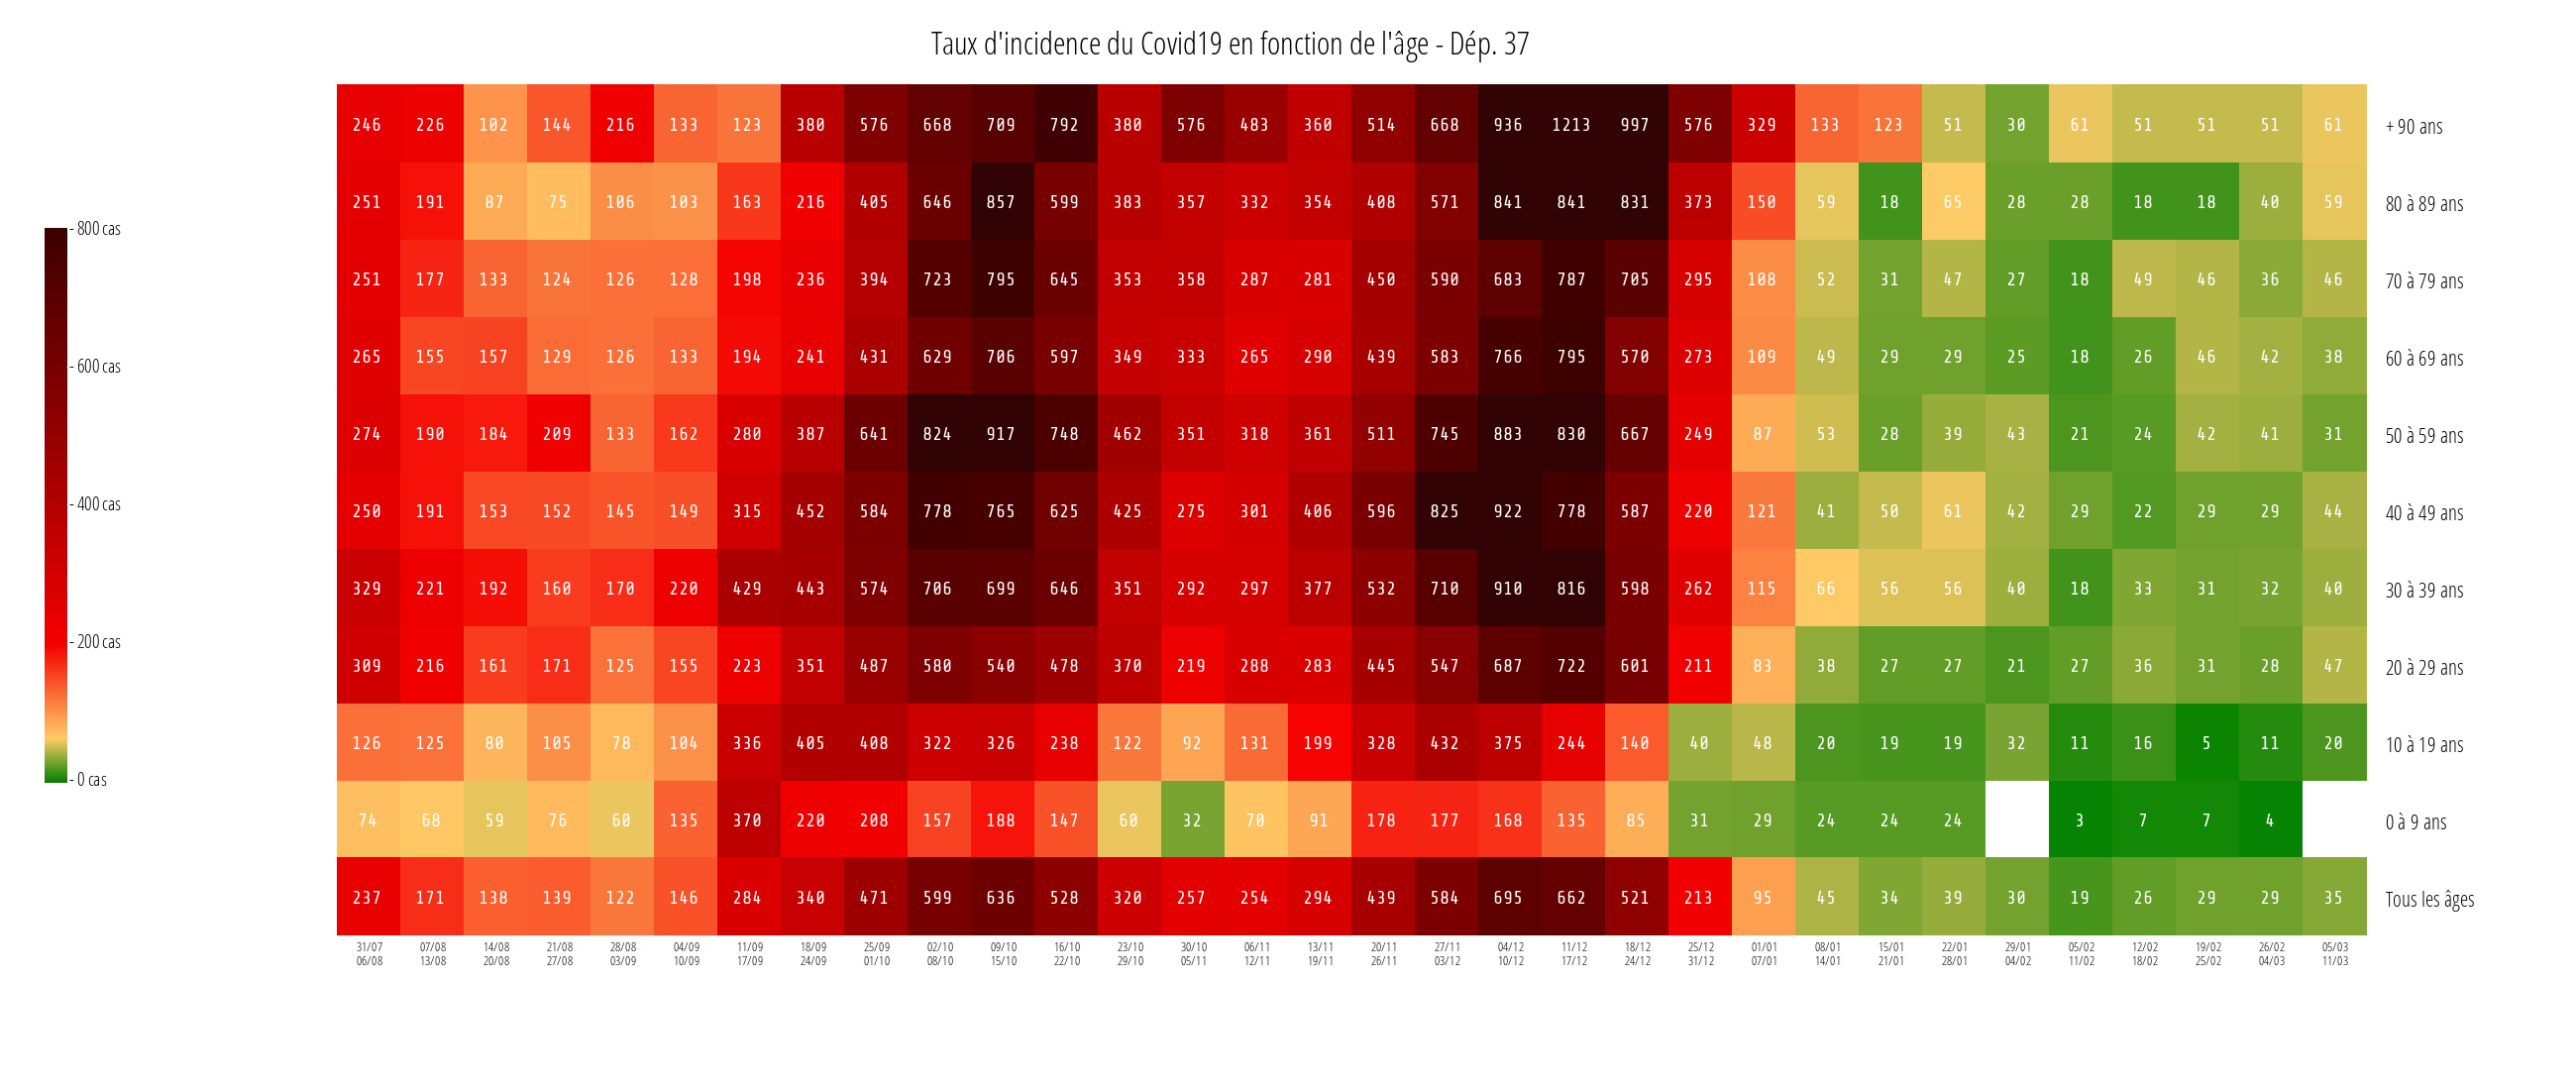 Taux d'incidence du Covid19 en fonction de l'âge - Dép. 37
- 800 cas
- 600 cas
- 400 cas
- 200 cas
- 0 cas
246 226 102 144 216 133 123 380 576 668 709 792 380 576 483 360 514 668 936 1213 997 576 329 133 123 51 30 61 51 51 51 61 + 90 ans
251 191 87 75 106 103 163 216 405 646 857 599 383 357 332 354 408 571 841 841 831 373 150 59 18 65 28 28 18 18 40 59 80 à 89 ans
251 177 133 124 126 128 198 236 394 723 795 645 353 358 287 281 450 590 683 787 705 295 108 52 31 47 27 18 49 46 36 46 70 à 79 ans
265 155 157 129 126 133 194 241 431 629 706 597 349 333 265 290 439 583 766 795 570 273 109 49 29 29 25 18 26 46 42 38 60 à 69 ans
274 190 184 209 133 162 280 387 641 824 917 748 462 351 318 361 511 745 883 830 667 249 87 53 28 39 43 21 24 42 41 31 50 à 59 ans
250 191 153 152 145 149 315 452 584 778 765 625 425 275 301 406 596 825 922 778 587 220 121 41 50 61 42 29 22 29 29 44 40 à 49 ans
329 221 192 160 170 220 429 443 574 706 699 646 351 292 297 377 532 710 910 816 598 262 115 66 56 56 40 18 33 31 32 40 30 à 39 ans
309 216 161 171 125 155 223 351 487 580 540 478 370 219 288 283 445 547 687 722 601 211 83 38 27 27 21 27 36 31 28 47 20 à 29 ans
126 125 80 105 78 104 336 405 408 322 326 238 122 92 131 199 328 432 375 244 140 40 48 20 19 19 32 11 16 5 11 20 10 à 19 ans
74 68 59 76 60 135 370 220 208 157 188 147 60 32 70 91 178 177 168 135 85 31 29 24 24 24 3 7 7 4 0 à 9 ans
237 171 138 139 122 146 284 340 471 599 636 528 320 257 254 294 439 584 695 662 521 213 95 45 34 39 30 19 26 29 29 35 Tous les âges
31/07 07/08 14/08 21/08 28/08 04/09 11/09 18/09 25/09 02/10 09/10 16/10 23/10 30/10 06/11 13/11 20/11 27/11 04/12 11/12 18/12 25/12 01/01 08/01 15/01 22/01 29/01 05/02 12/02 19/02 26/02 05/03
06/08 13/08 20/08 27/08 03/09 10/09 17/09 24/09 01/10 08/10 15/10 22/10 29/10 05/11 12/11 19/11 26/11 03/12 10/12 17/12 24/12 31/12 07/01 14/01 21/01 28/01 04/02 11/02 18/02 25/02 04/03 11/03